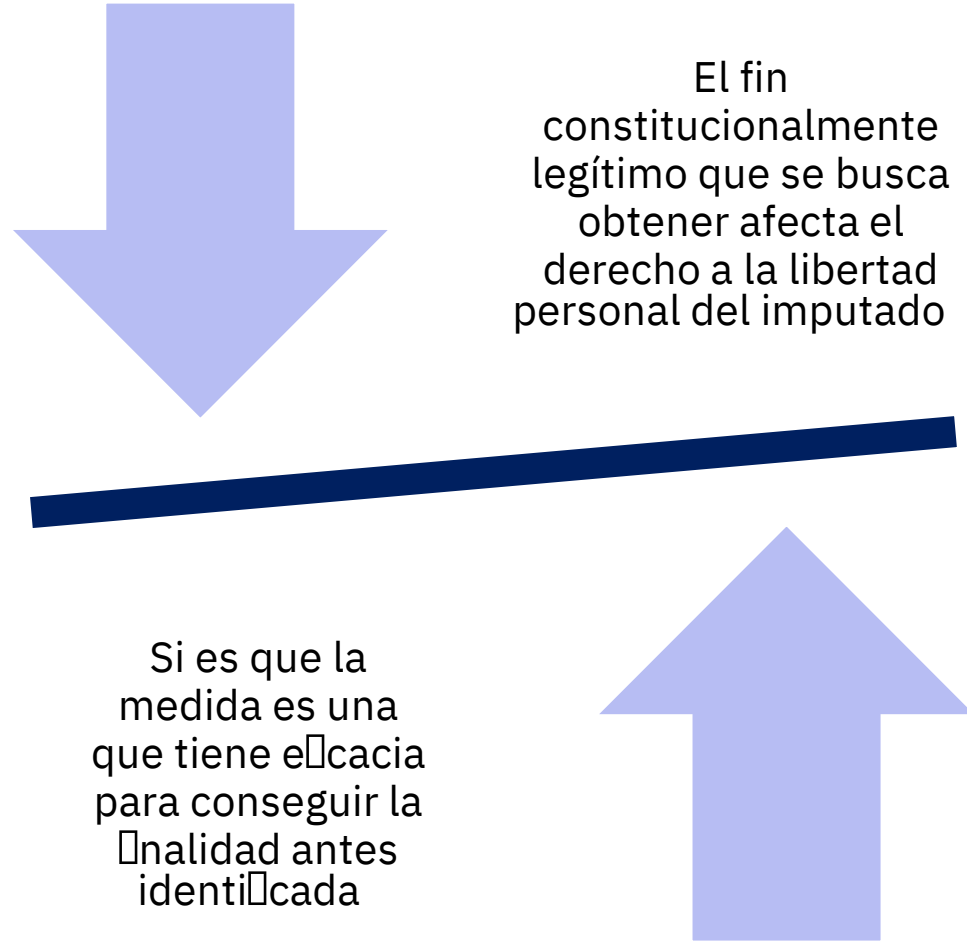 El fin
constitucionalmente
legítimo que se busca
obtener afecta el
derecho a la libertad
personal del imputado
Si es que la
medida es una
que tiene e▯cacia
para conseguir la
▯nalidad antes
identi▯cada